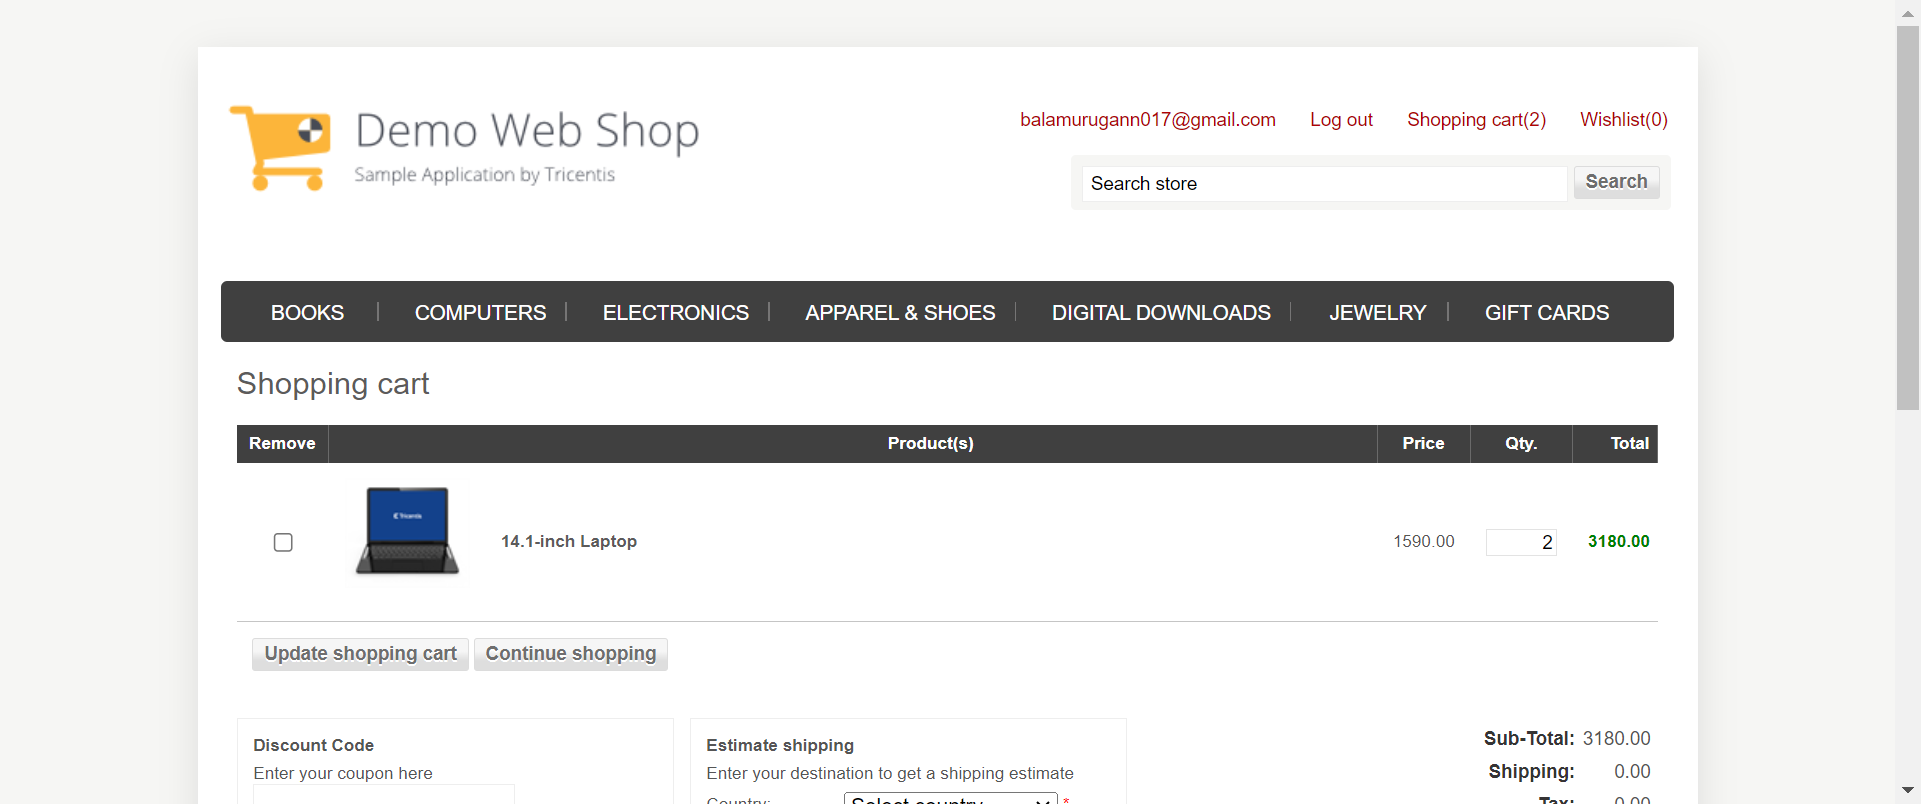 Demo Web Shop
Sample Application by Tricentis
balamurugann017@gmail.com Log out Shopping cart(2) Wishlist(0)
Search store Search
BOOKS COMPUTERS ELECTRONICS APPAREL & SHOES DIGITAL DOWNLOADS JEWELRY GIFT CARDS
Shopping cart
Remove Product(s) Price Qty. Total
Tricentis
14.1-inch Laptop 1590.00 2 3180.00
Update shopping cart Continue shopping
Discount Code
Enter your coupon here
Estimate shipping
Enter your destination to get a shipping estimate
Country: Select country *
Sub-Total: 3180.00
Shipping: 0.00
Tax: 0.00